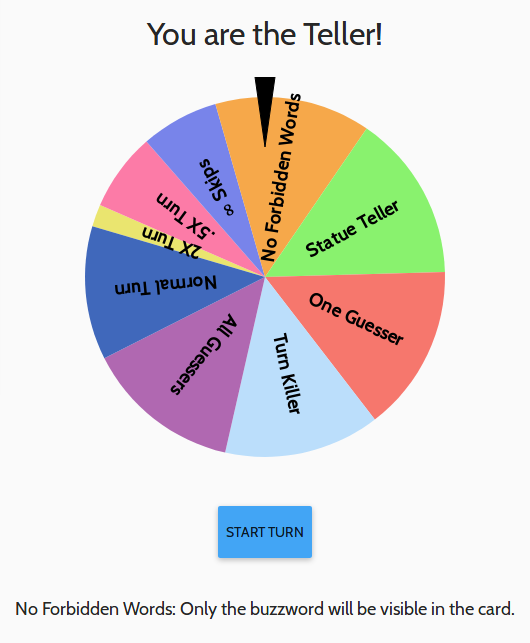 You are the Teller!
No Forbidden Words
Statue Teller
One Guesser
Turn Killer
All Guessers
Normal Turn
2X Turn
.5X Turn
∞ Skips
START TURN
No Forbidden Words: Only the buzzword will be visible in the card.